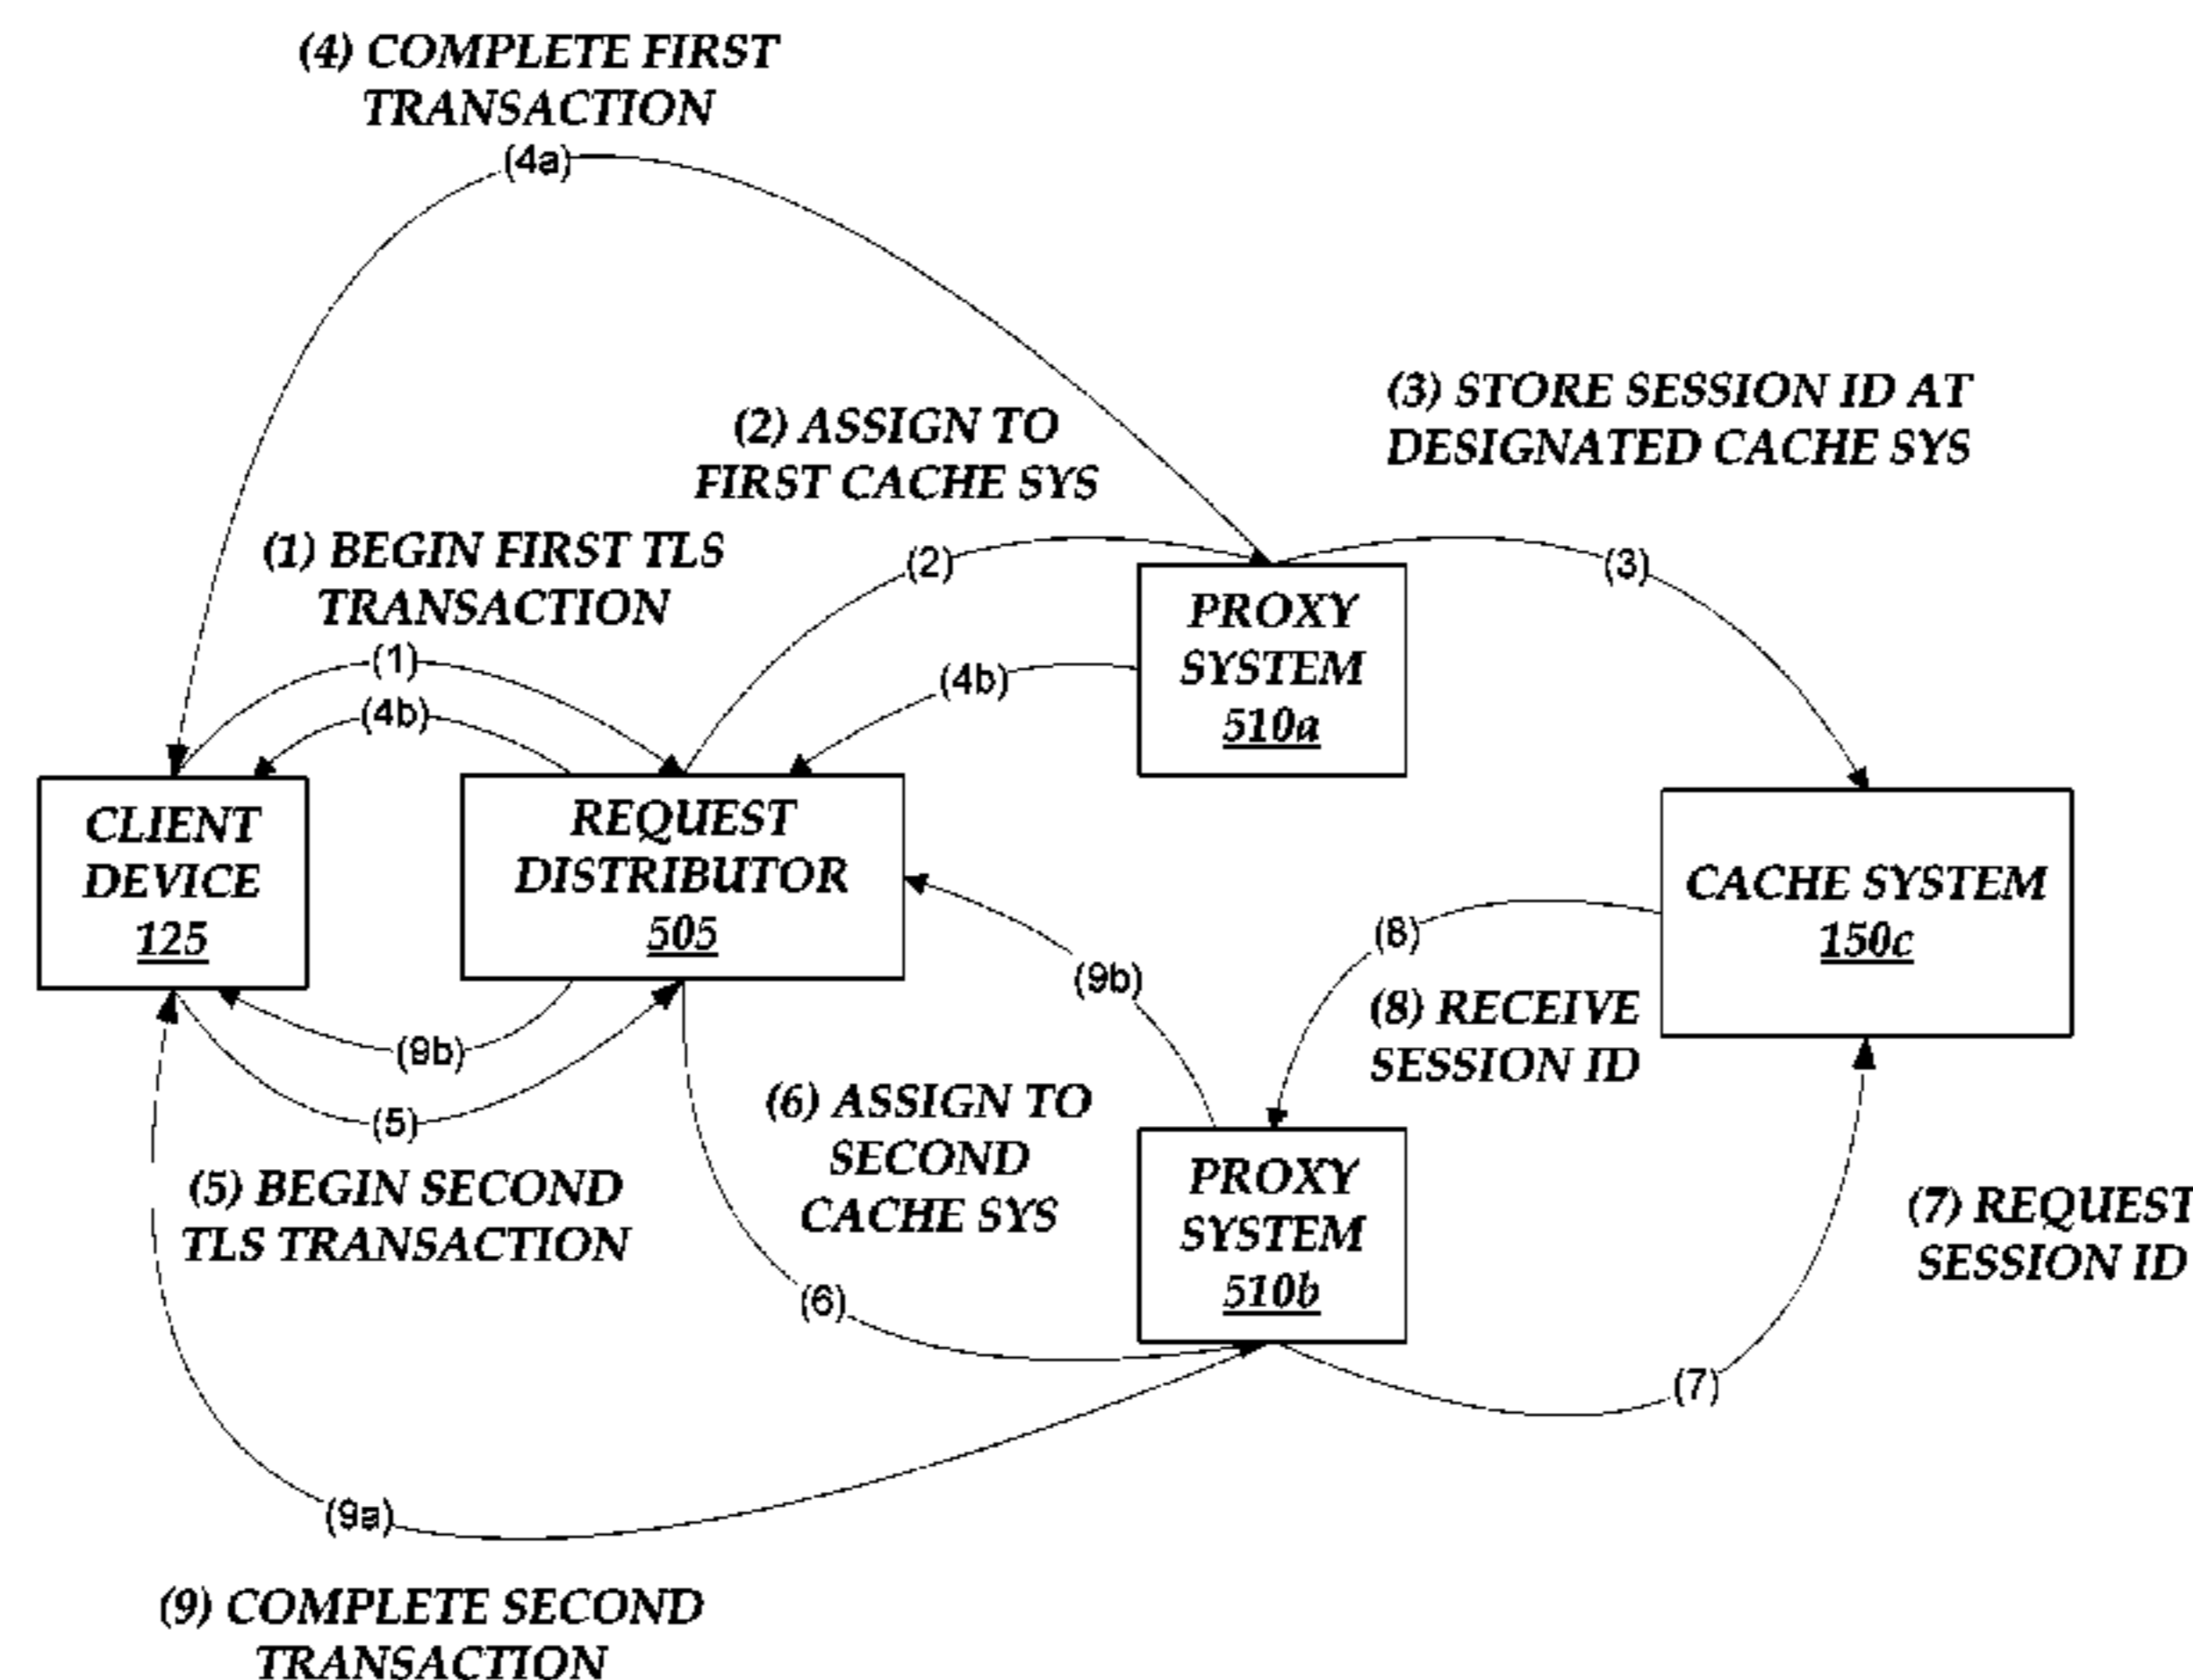 (4) COMPLETE FIRST
TRANSACTION
(4a)
(3) STORE SESSION ID AT
DESIGNATED CACHE SYS
(2) ASSIGN TO
FIRST CACHE SYS
(1) BEGIN FIRST TLS
TRANSACTION
(2)
(3)
PROXY
SYSTEM
510a
(1)
(4b)
(4b)
CLIENT
DEVICE
125
REQUEST
DISTRIBUTOR
505
CACHE SYSTEM
150c
(8)
(9b)
(8) RECEIVE
SESSION ID
(9b)
(5)
(6) ASSIGN TO
SECOND
CACHE SYS
(5) BEGIN SECOND
TLS TRANSACTION
PROXY
SYSTEM
510b
(7) REQUEST
SESSION ID
(6)
(7)
(9a)
(9) COMPLETE SECOND
TRANSACTION